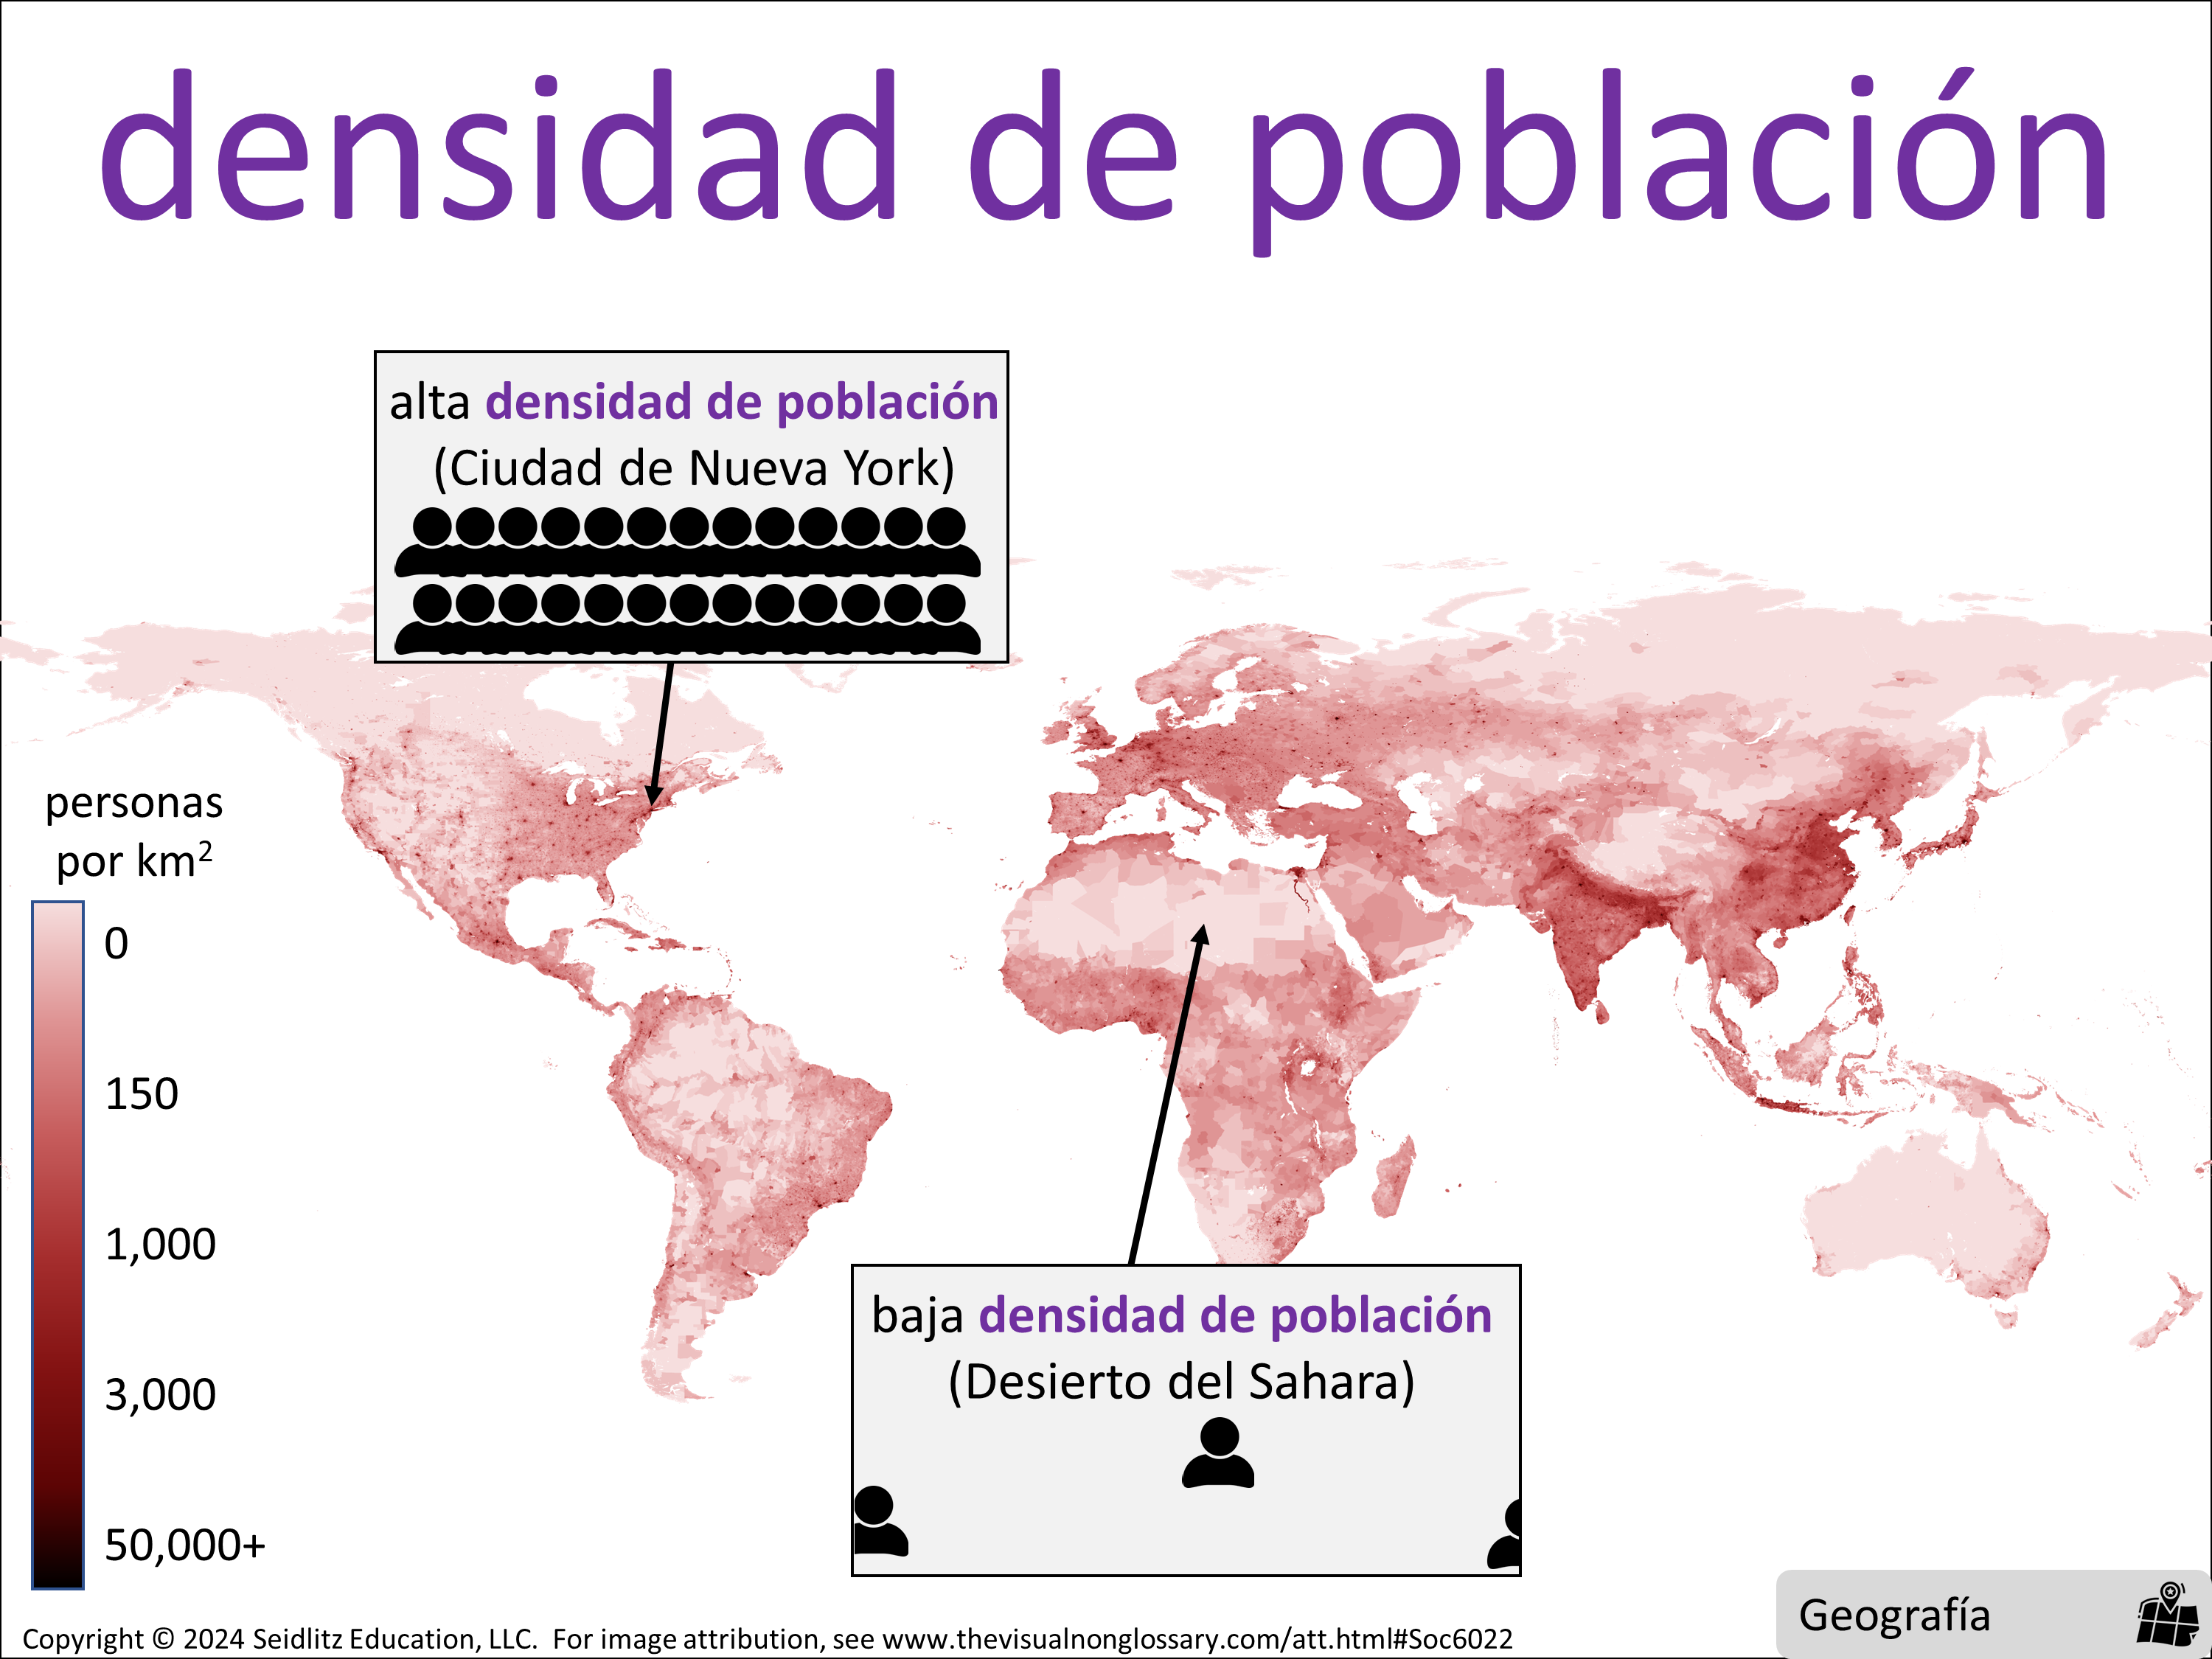 densidad de población
alta densidad de población
(Ciudad de Nueva York)
personas
por km²
0
150
1,000
3,000
50,000+
baja densidad de población
(Desierto del Sahara)
Geografía
Copyright © 2024 Seidlitz Education, LLC.  For image attribution, see www.thevisualnonglossary.com/att.html#Soc6022